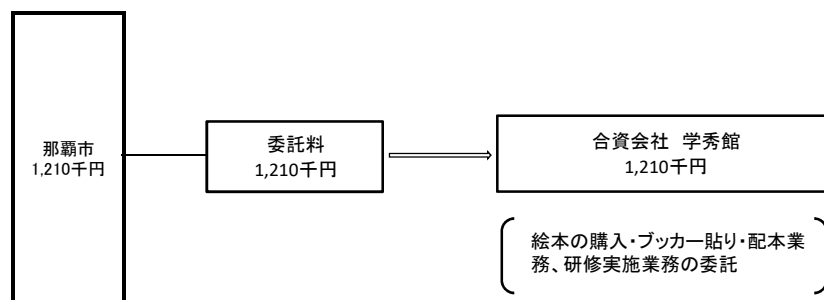 那覇市
1,210千円
委託料
1,210千円
合資会社　学秀館
1,210千円
絵本の購入・ブッカー貼り・配本業
務、研修実施業務の委託